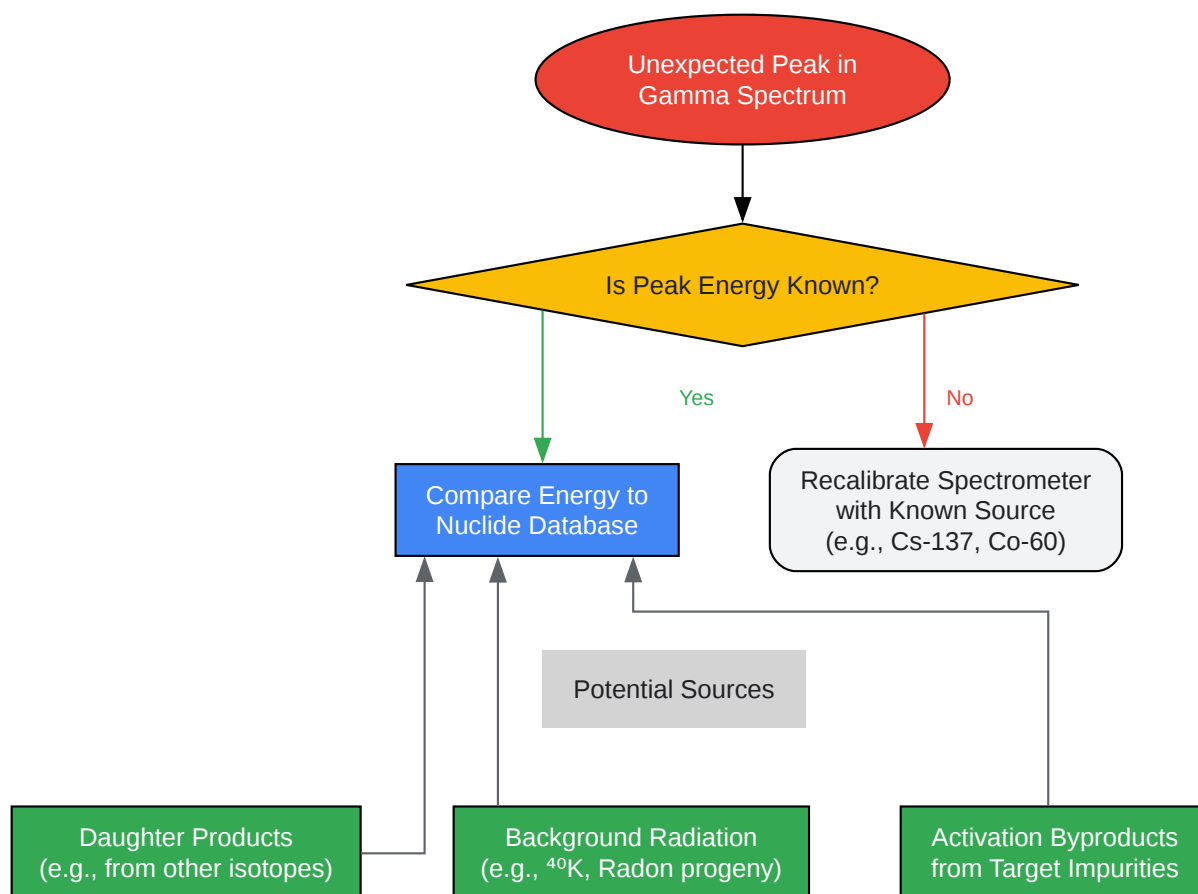 Unexpected Peak in
Gamma Spectrum
Is Peak Energy Known?
Yes
No
Compare Energy to
Nuclide Database
Recalibrate Spectrometer
with Known Source
(e.g., Cs-137, Co-60)
Potential Sources
Daughter Products
(e.g., from other isotopes)
Background Radiation
(e.g., ⁴⁰K, Radon progeny)
Activation Byproducts
from Target Impurities